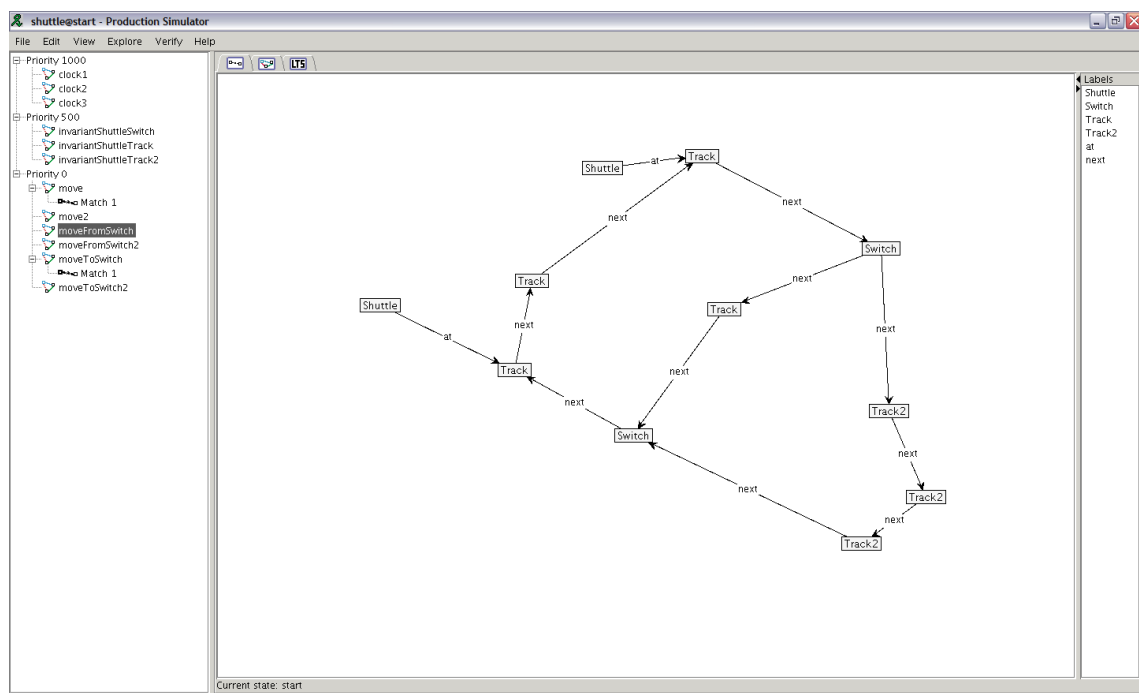 shuttle@start - Production Simulator
File Edit View Explore Verify Help
Priority 1000
clock1
clock2
clock3
Priority 500
invariantShuttleSwitch
invariantShuttleTrack
invariantShuttleTrack2
Priority 0
move
Match 1
move2
moveFromSwitch
moveFromSwitch2
moveToSwitch
Match 1
moveToSwitch2
LTS
Shuttle
at
Track
next
next
Switch
Track
next
Shuttle
Track
next
next
at
next
Track
next
Track2
Switch
next
next
Track2
next
Track2
Labels
Shuttle
Switch
Track
Track2
at
next
Current state: start